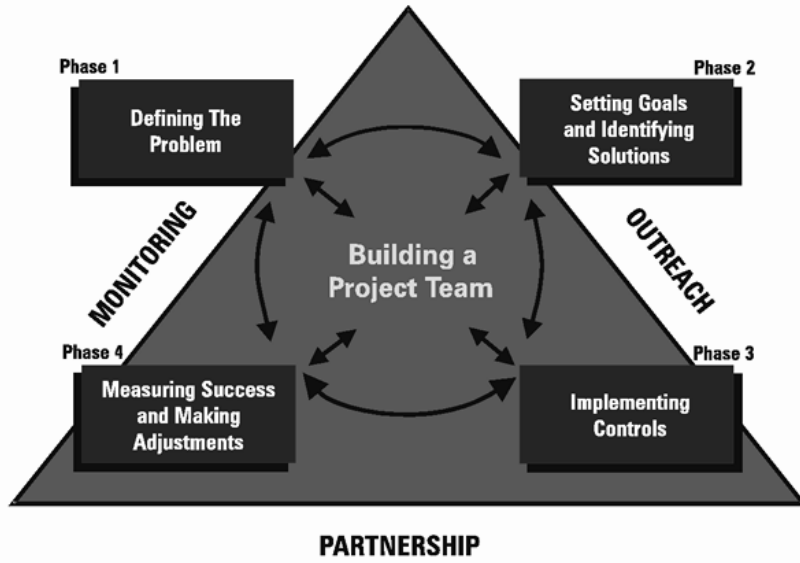 Phase 1
Defining The
Problem
Phase 2
Setting Goals
and Identifying
Solutions
MONITORING
OUTREACH
Building a
Project Team
Phase 4
Measuring Success
and Making
Adjustments
Phase 3
Implementing
Controls
PARTNERSHIP